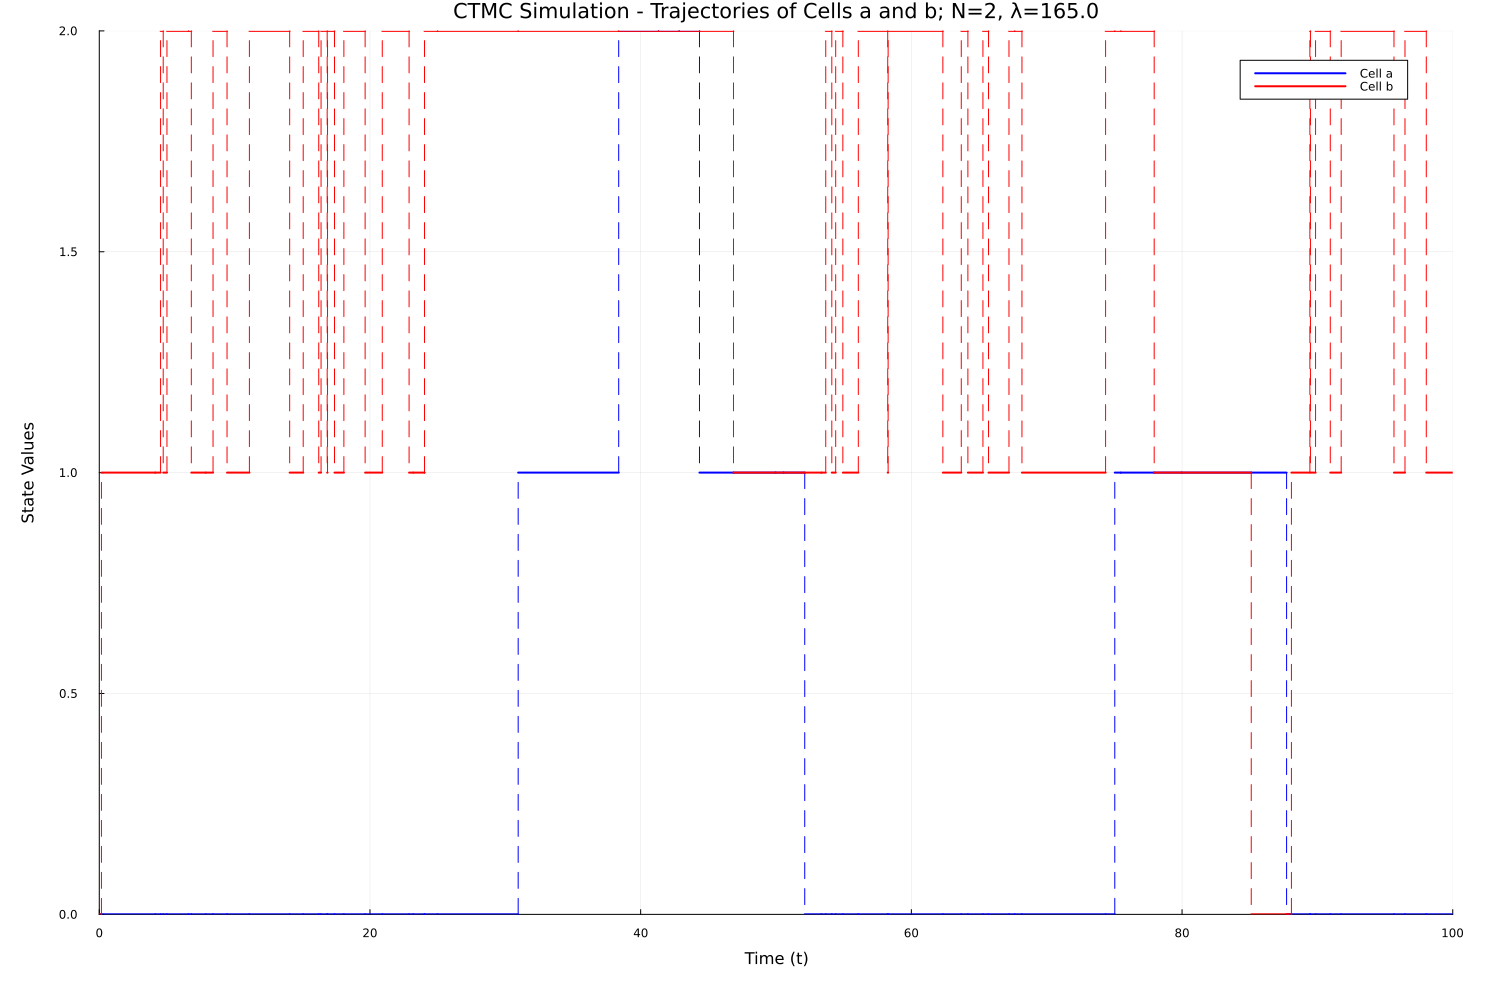 CTMC Simulation - Trajectories of Cells a and b; N=2, λ=165.0
2.0
Cell a
Cell b
1.5
1.0
State Values
0.5
0.0
0 20 40 60 80 100
Time (t)